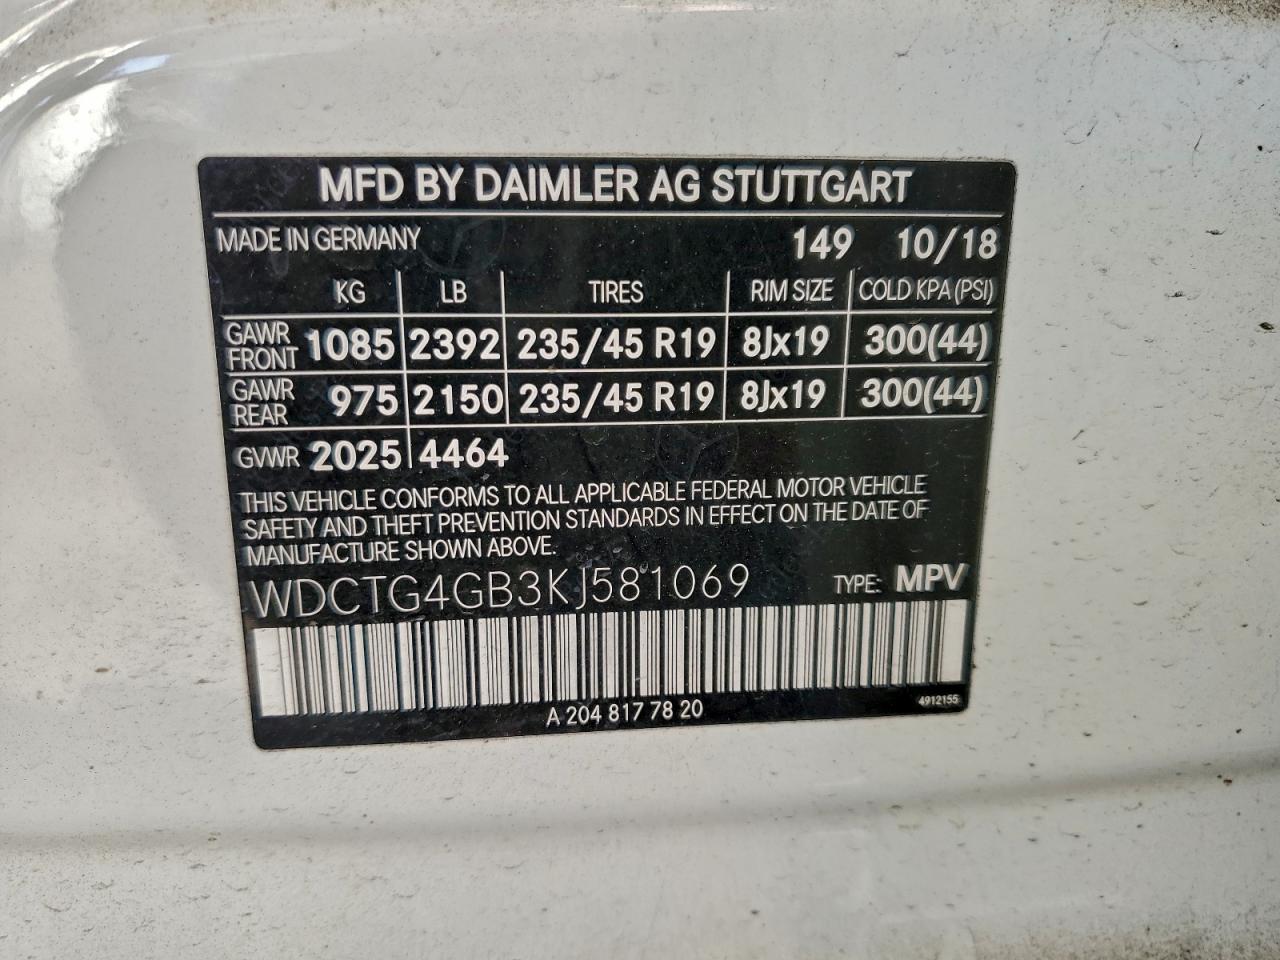 MFD BY DAIMLER AG STUTTGART
MADE IN GERMANY 149 10/18
KG LB TIRES RIM SIZE COLD KPA (PSI)
GAWR FRONT 1085 2392 235/45 R19 8Jx19 300(44)
GAWR REAR 975 2150 235/45 R19 8Jx19 300(44)
GVWR 2025 4464
THIS VEHICLE CONFORMS TO ALL APPLICABLE FEDERAL MOTOR VEHICLE
SAFETY AND THEFT PREVENTION STANDARDS IN EFFECT ON THE DATE OF
MANUFACTURE SHOWN ABOVE.
WDCTG4GB3KJ581069 TYPE: MPV
A 204 817 78 20 4912155